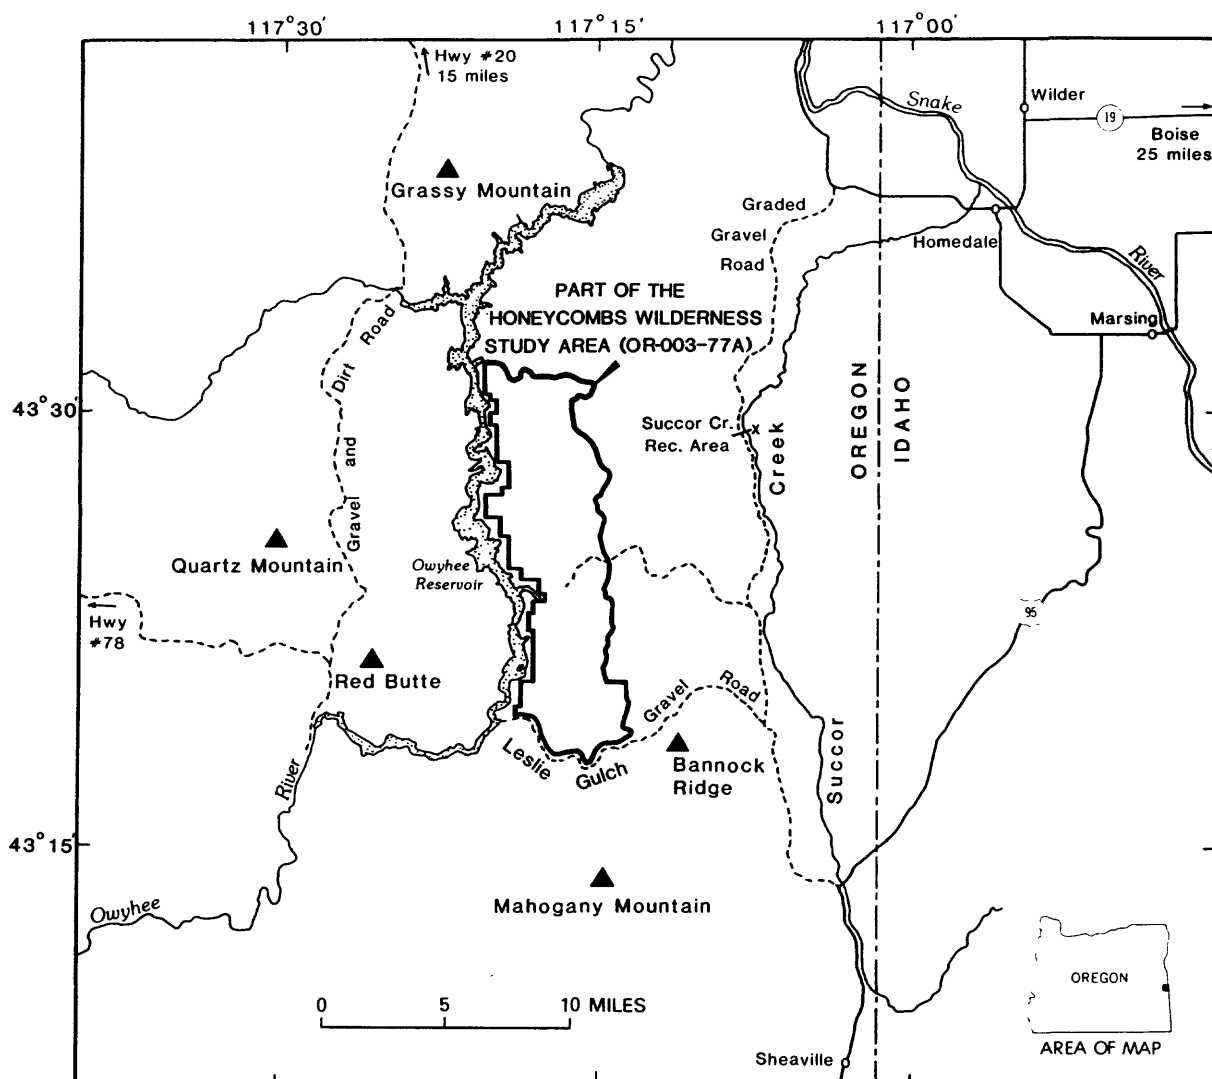 117°30'
117°15'
117°00'
Hwy #20
15 miles
Snake
Wilder
19
Boise
25 miles
Grassy Mountain
Graded
Gravel
Road
Homedale
River
Marsing
PART OF THE
HONEYCOMBS WILDERNESS
STUDY AREA (OR-003-77A)
Dirt Road
and
Gravel
43°30'
Succor Cr.
Rec. Area
x
Creek
OREGON
IDAHO
Quartz Mountain
Owyhee
Reservoir
Hwy
#78
95
Red Butte
Gravel Road
Leslie Gulch
Bannock
Ridge
Succor
River
43°15'
Owyhee
Mahogany Mountain
0 5 10 MILES
OREGON
AREA OF MAP
Sheaville